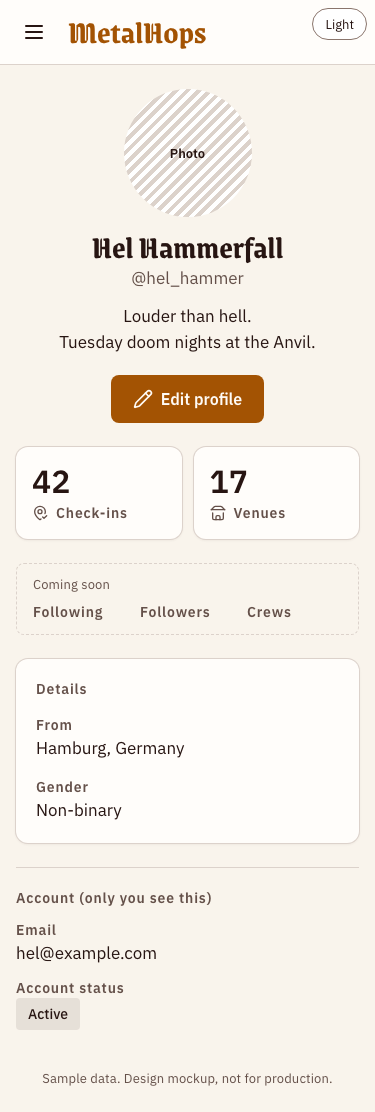 MetalHops
Light
Photo
Hel Hammerfall
@hel_hammer
Louder than hell.
Tuesday doom nights at the Anvil.
Edit profile
42
Check-ins
17
Venues
Coming soon
Following Followers Crews
Details
From
Hamburg, Germany
Gender
Non-binary
Account (only you see this)
Email
hel@example.com
Account status
Active
Sample data. Design mockup, not for production.